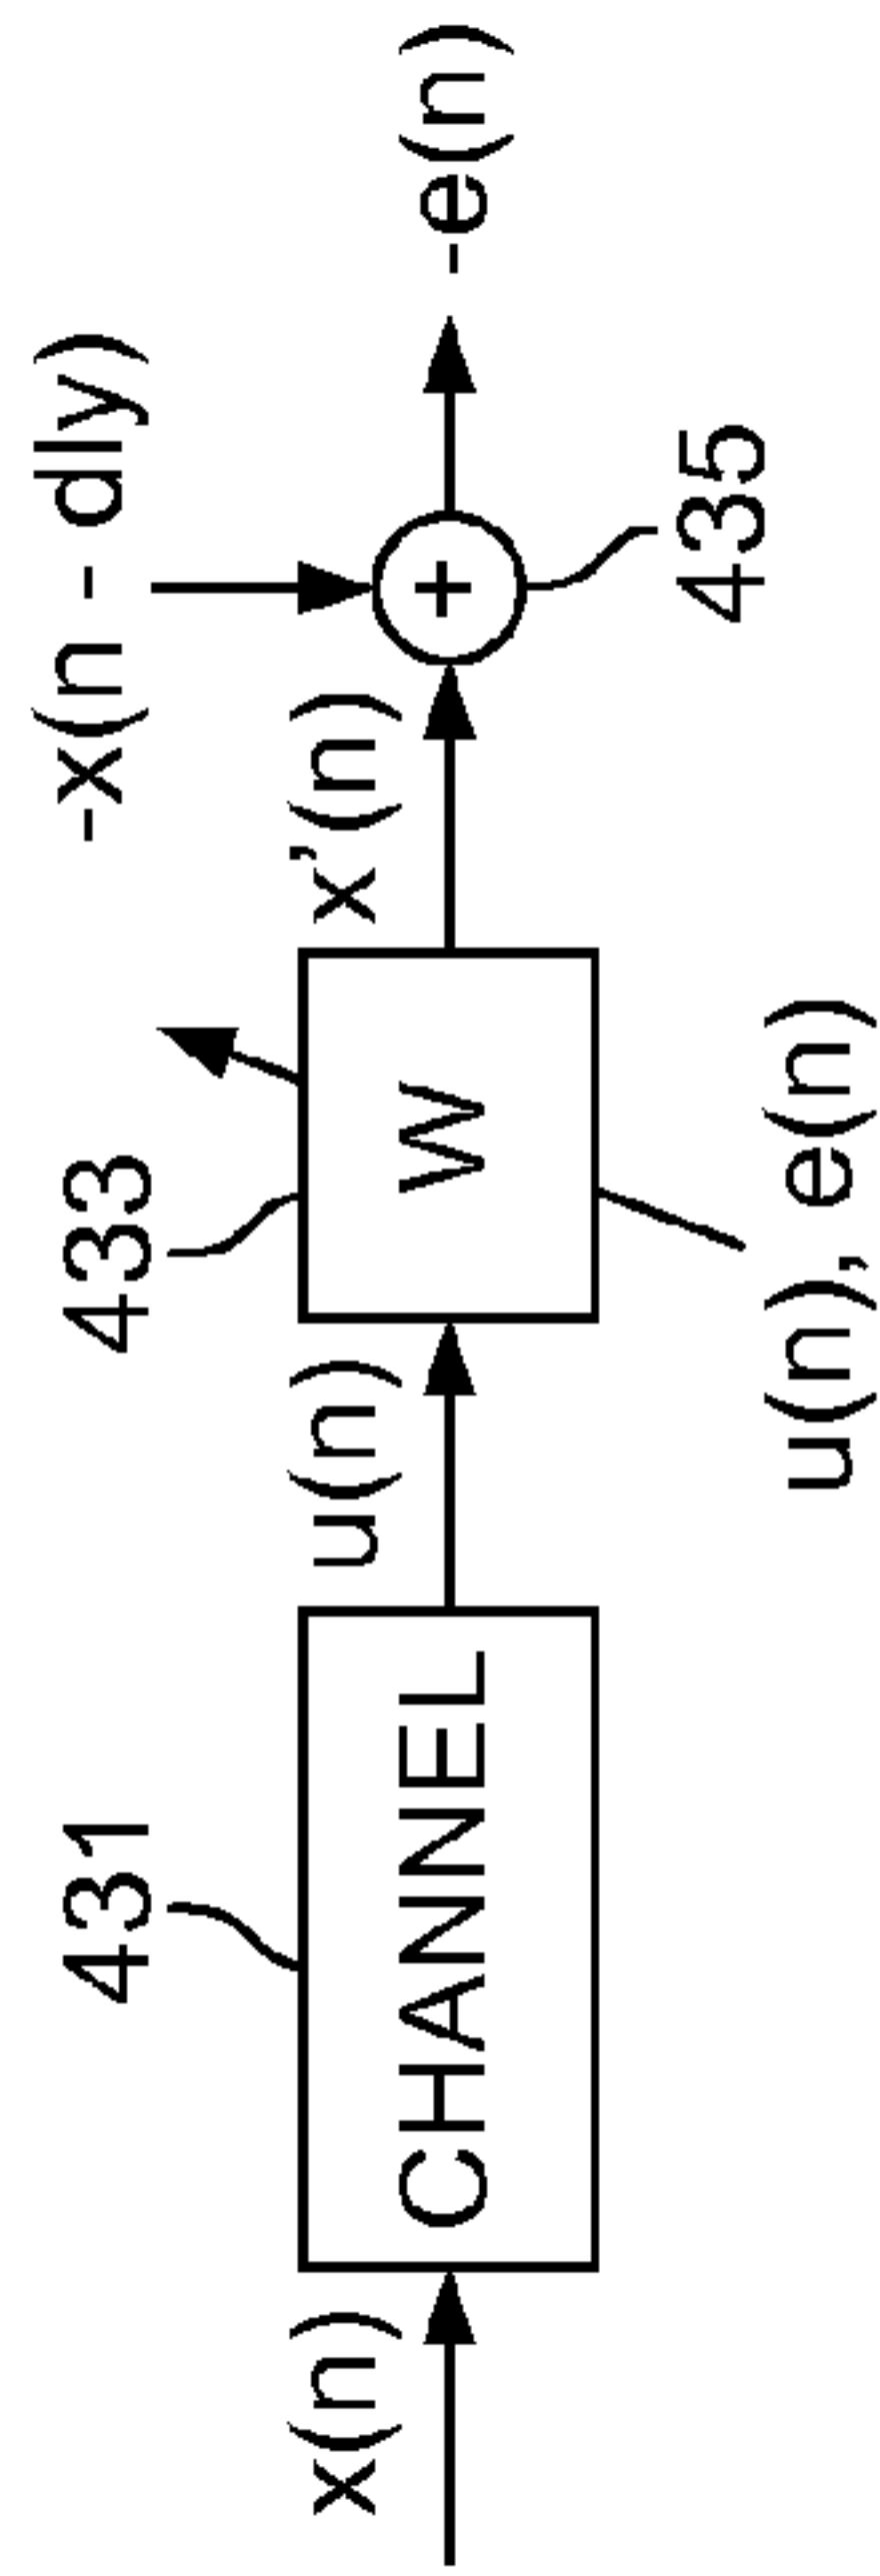 -x(n - dly)
431
433
x(n)
u(n)
x’(n)
CHANNEL
W
+
-e(n)
435
u(n), e(n)